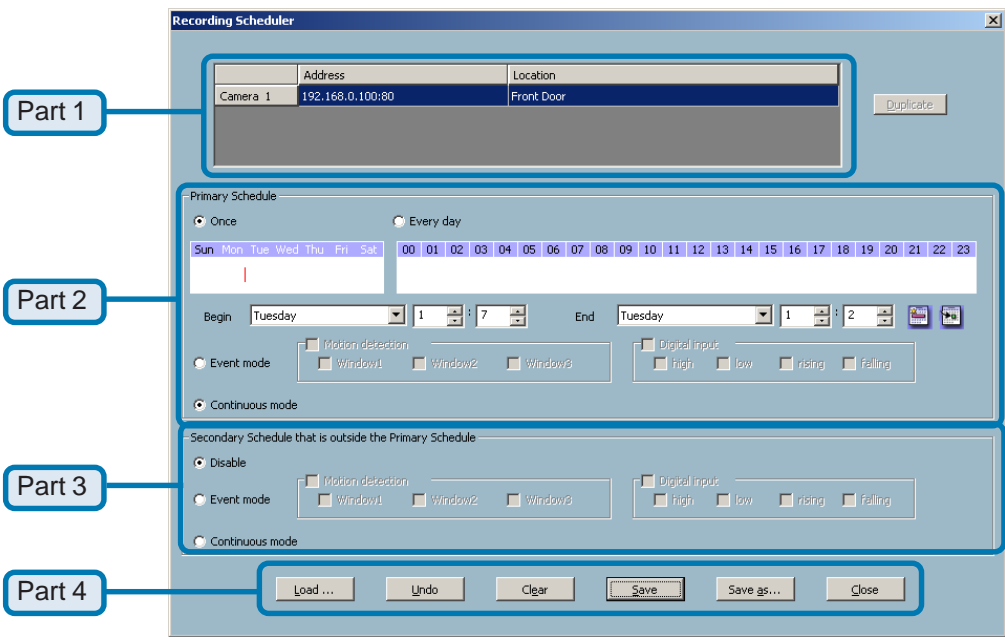 Recording Scheduler
Address Location
Part 1
Camera 1 192.168.0.100:80 Front Door
Duplicate
Primary Schedule
Once Every day
Sun Mon Tue Wed Thu Fri Sat 00 01 02 03 04 05 06 07 08 09 10 11 12 13 14 15 16 17 18 19 20 21 22 23
Part 2
Begin Tuesday 1 : 7 End Tuesday 1 : 2
Motion detection Digital input
Event mode Window1 Window2 Window3 high low rising falling
Continuous mode
Secondary Schedule that is outside the Primary Schedule
Disable
Part 3
Motion detection Digital input
Event mode Window1 Window2 Window3 high low rising falling
Continuous mode
Part 4
Load ... Undo Clear Save Save as... Close